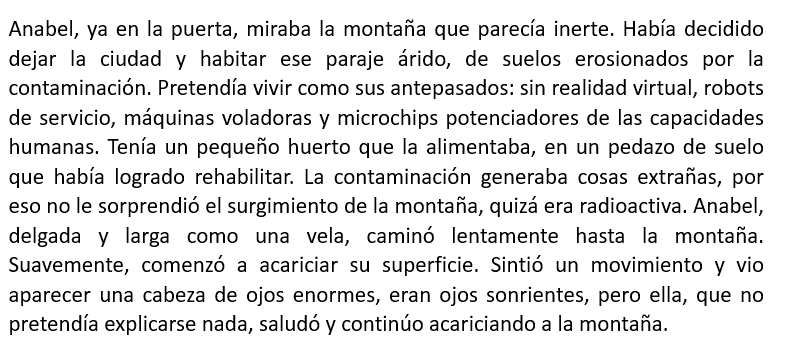 Anabel, ya en la puerta, miraba la montaña que parecía inerte. Había decidido
dejar la ciudad y habitar ese paraje árido, de suelos erosionados por la
contaminación. Pretendía vivir como sus antepasados: sin realidad virtual, robots
de servicio, máquinas voladoras y microchips potenciadores de las capacidades
humanas. Tenía un pequeño huerto que la alimentaba, en un pedazo de suelo
que había logrado rehabilitar. La contaminación generaba cosas extrañas, por
eso no le sorprendió el surgimiento de la montaña, quizá era radioactiva. Anabel,
delgada y larga como una vela, caminó lentamente hasta la montaña.
Suavemente, comenzó a acariciar su superficie. Sintió un movimiento y vio
aparecer una cabeza de ojos enormes, eran ojos sonrientes, pero ella, que no
pretendía explicarse nada, saludó y continúo acariciando a la montaña.